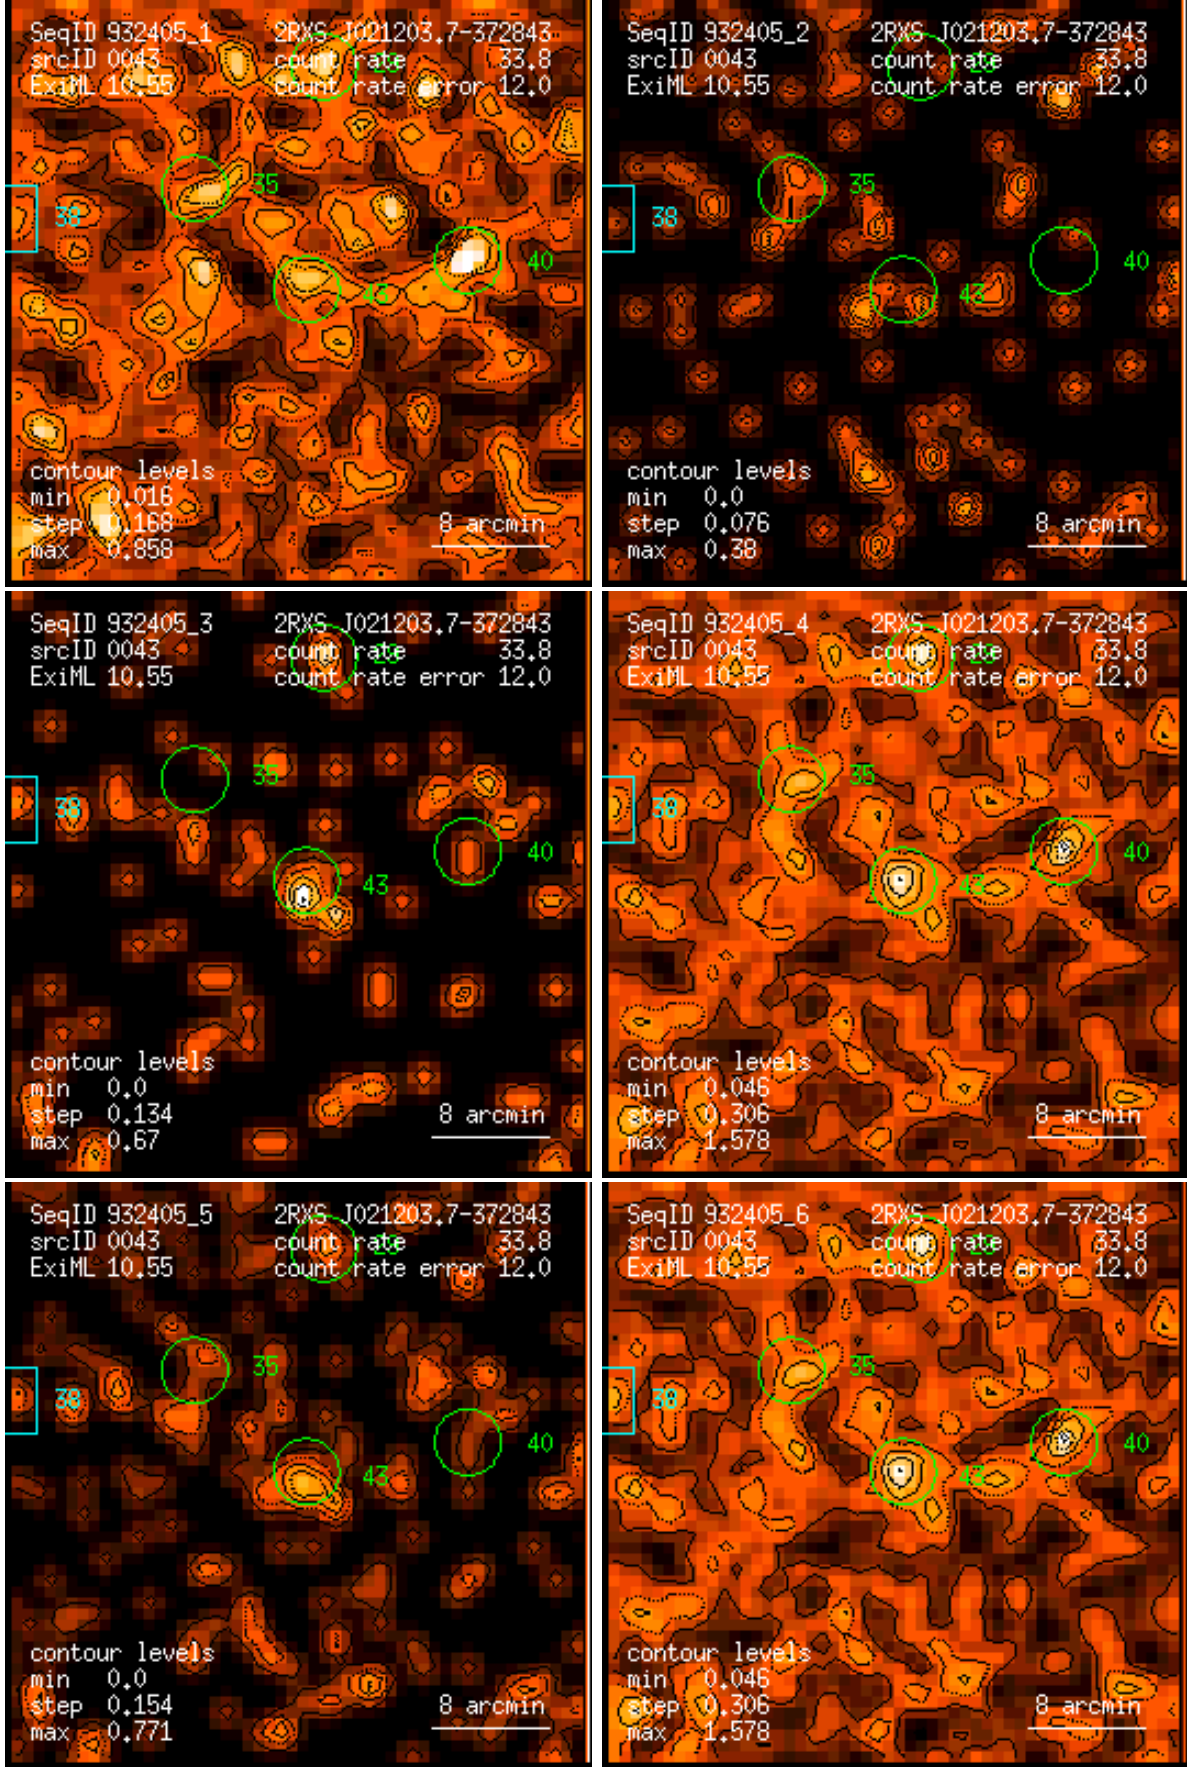 SeqID 932405_1 2RXS J021203.7-372843
srcID 0043 count rate 33.8
ExiML 10.55 count rate error 12.0
35
38
40
43
contour levels
min 0.016
step 0.168
max 0.858
8 arcmin
SeqID 932405_2 2RXS J021203.7-372843
srcID 0043 count rate 33.8
ExiML 10.55 count rate error 12.0
35
38
40
43
contour levels
min 0.0
step 0.076
max 0.38
8 arcmin
SeqID 932405_3 2RXS J021203.7-372843
srcID 0043 count rate 33.8
ExiML 10.55 count rate error 12.0
35
38
40
43
contour levels
min 0.0
step 0.134
max 0.67
8 arcmin
SeqID 932405_4 2RXS J021203.7-372843
srcID 0043 count rate 33.8
ExiML 10.55 count rate error 12.0
35
38
40
43
contour levels
min 0.046
step 0.306
max 1.578
8 arcmin
SeqID 932405_5 2RXS J021203.7-372843
srcID 0043 count rate 33.8
ExiML 10.55 count rate error 12.0
35
38
40
43
contour levels
min 0.0
step 0.154
max 0.771
8 arcmin
SeqID 932405_6 2RXS J021203.7-372843
srcID 0043 count rate 33.8
ExiML 10.55 count rate error 12.0
35
38
40
43
contour levels
min 0.046
step 0.306
max 1.578
8 arcmin